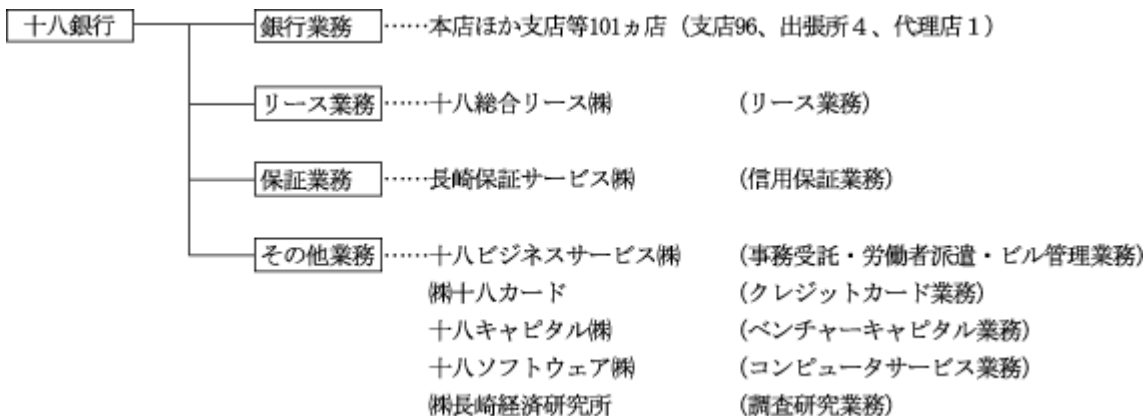 十八銀行 銀行業務 ……本店ほか支店等101ヵ店（支店96、出張所４、代理店１）
リース業務 ……十八総合リース㈱ （リース業務）
保証業務 ……長崎保証サービス㈱ （信用保証業務）
その他業務 ……十八ビジネスサービス㈱ （事務受託・労働者派遣・ビル管理業務）
㈱十八カード （クレジットカード業務）
十八キャピタル㈱ （ベンチャーキャピタル業務）
十八ソフトウェア㈱ （コンピュータサービス業務）
㈱長崎経済研究所 （調査研究業務）